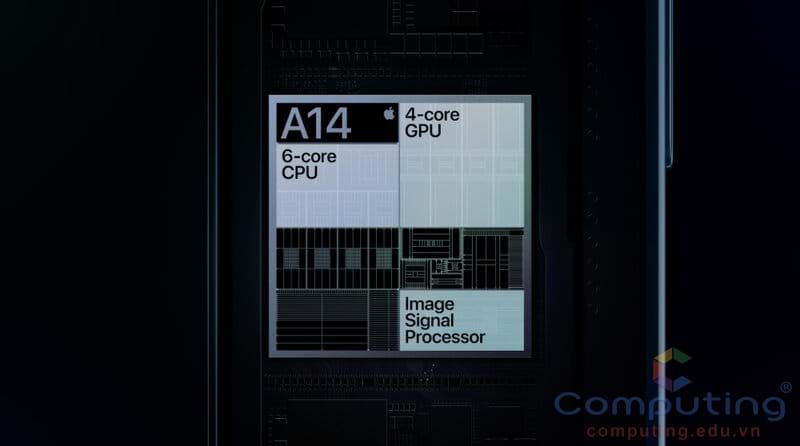 A14
6-core
CPU
4-core
GPU
Image
Signal
Processor
Computing®
computing.edu.vn